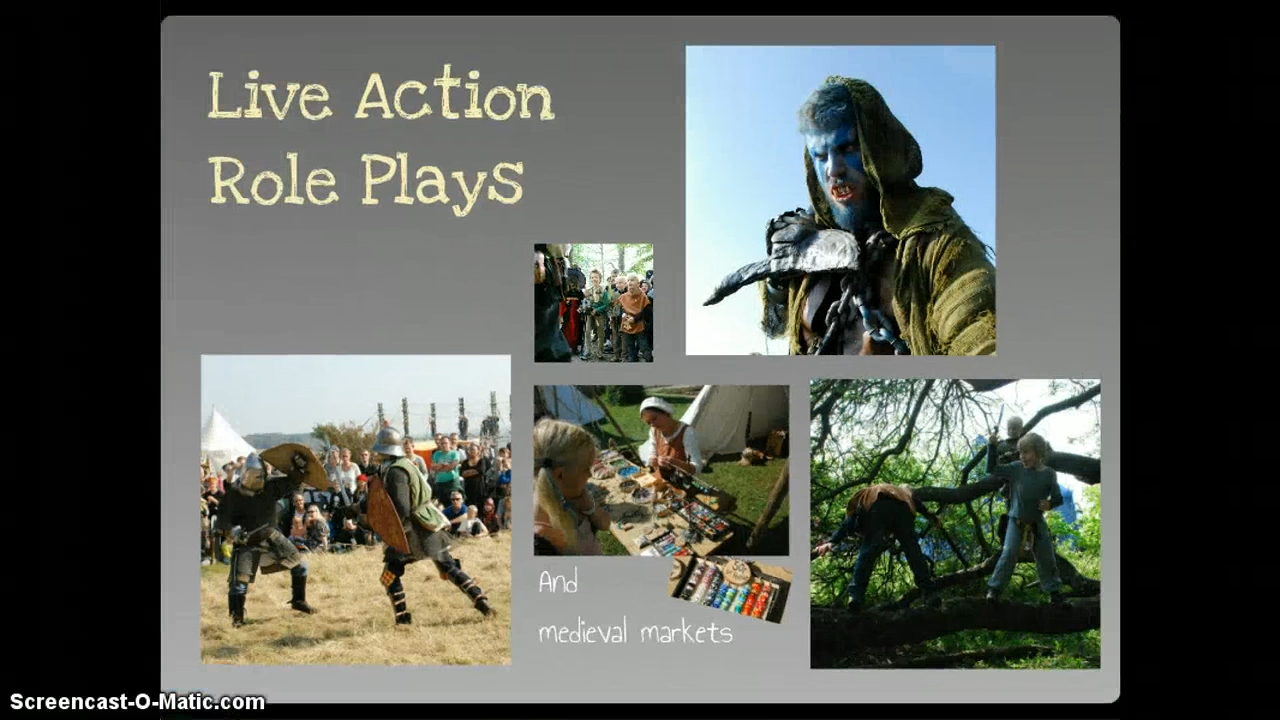 Live Action
Role Plays
And
medieval markets
Screencast-O-Matic.com